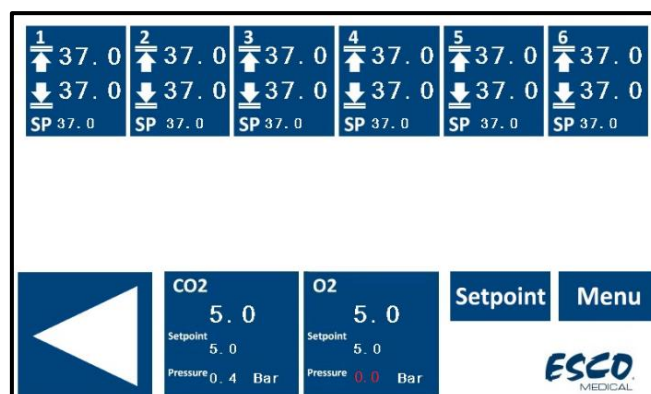 1 2 3 4 5 6
37.0 37.0 37.0 37.0 37.0 37.0
37.0 37.0 37.0 37.0 37.0 37.0
SP 37.0 SP 37.0 SP 37.0 SP 37.0 SP 37.0 SP 37.0
CO2
5.0
Setpoint
5.0
Pressure 0.4 Bar
O2
5.0
Setpoint
5.0
Pressure 0.0 Bar
Setpoint
Menu
ESCO
MEDICAL